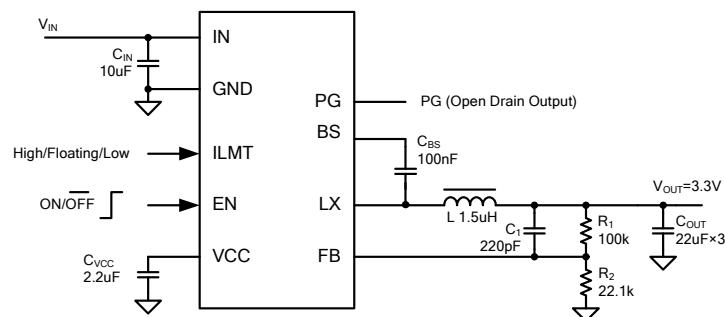 VIN
CIN
10uF
IN
GND
PG
PG (Open Drain Output)
BS
CBS
100nF
High/Floating/Low
ILMT
ON/OFF
EN
LX
L 1.5uH
VOUT=3.3V
C1
220pF
R1
100k
COUT
22uF×3
CVCC
2.2uF
VCC
FB
R2
22.1k